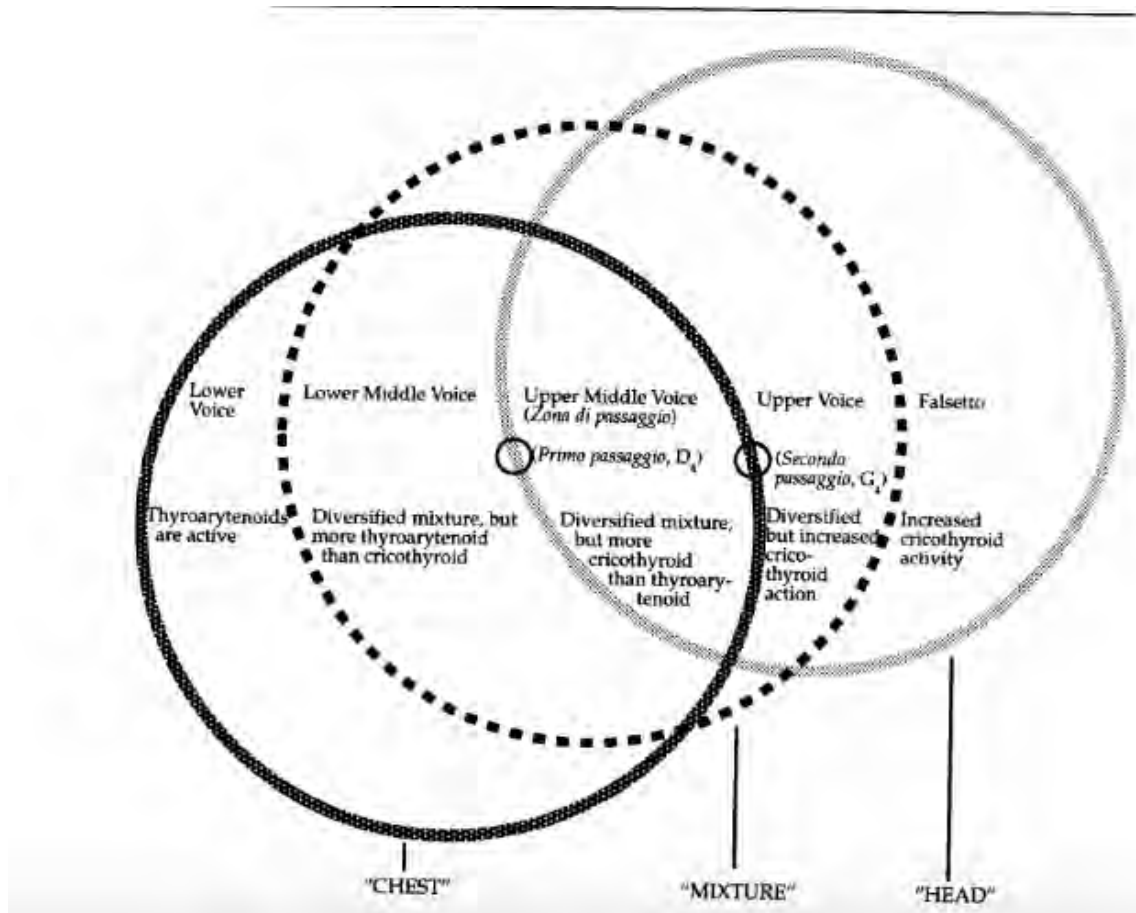 Lower
Voice
Lower Middle Voice
Upper Middle Voice
(Zona di passaggio)
Upper Voice
Falsetto
(Primo passaggio, D4)
(Secondo
passaggio, G4)
Thyroarytenoids
are active
Diversified mixture, but
more thyroarytenoid
than cricothyroid
Diversified mixture,
but more
cricothyroid
than thyroary-
tenoid
Diversified
but increased
crico-
thyroid
action
Increased
cricothyroid
activity
"CHEST"
"MIXTURE"
"HEAD"